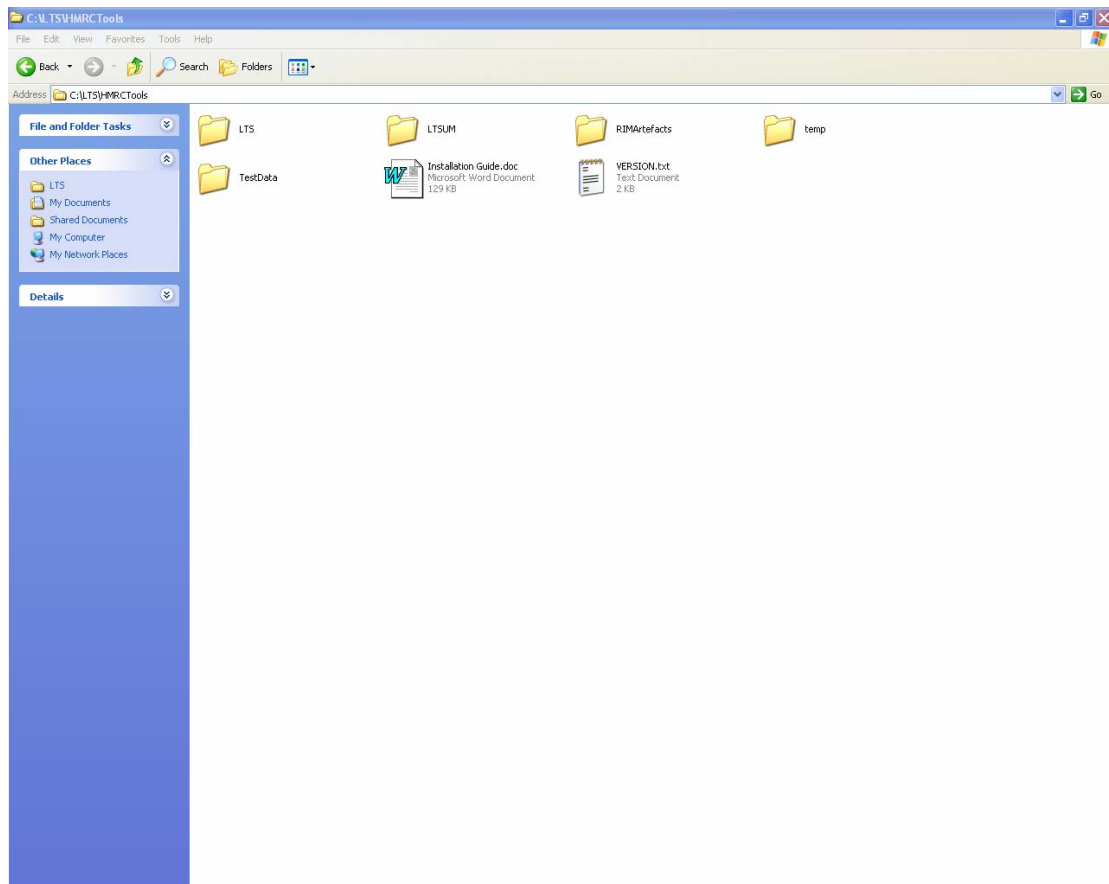 C:\LTS\HMRCTools
File Edit View Favorites Tools Help
Back Search Folders
Address C:\LTS\HMRCTools Go
File and Folder Tasks
Other Places
LTS
My Documents
Shared Documents
My Computer
My Network Places
Details
LTS LTSUM RIMArtefacts temp
TestData
Installation Guide.doc
Microsoft Word Document
129 KB
VERSION.txt
Text Document
2 KB